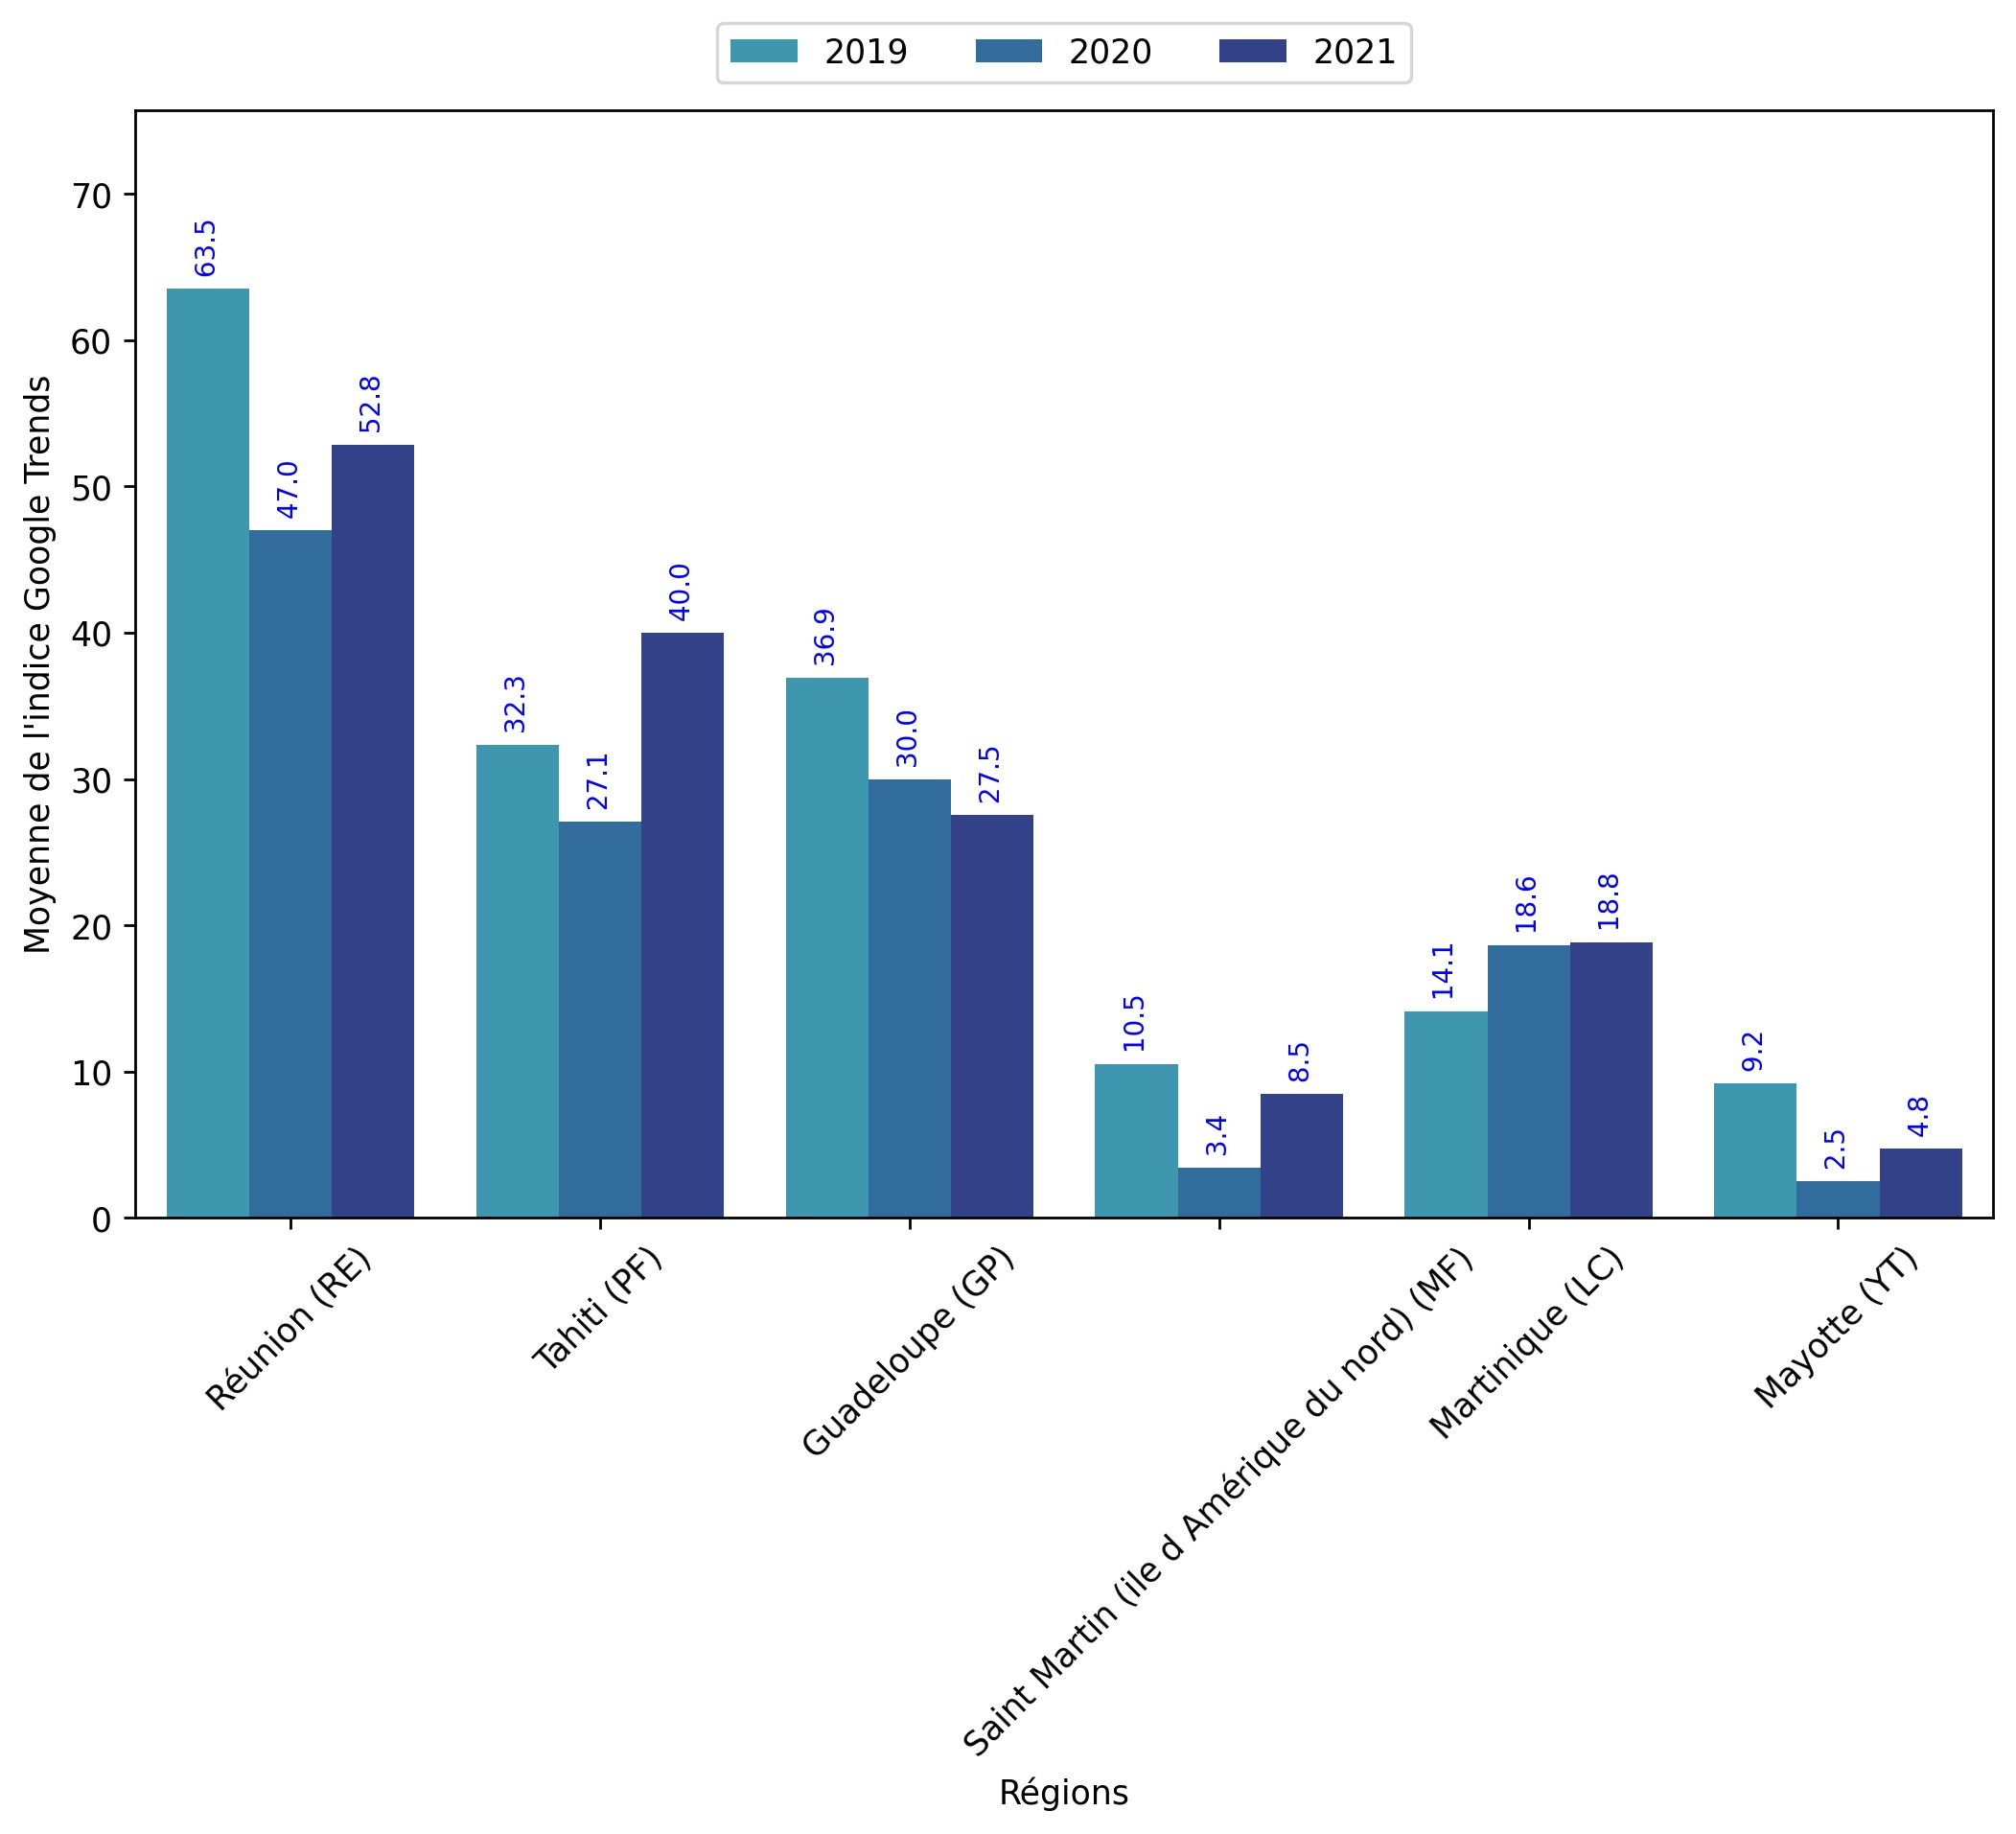 2019 2020 2021
Moyenne de l'indice Google Trends
70
60
50
40
30
20
10
0
63.5
47.0
52.8
32.3
27.1
40.0
36.9
30.0
27.5
10.5
3.4
8.5
14.1
18.6
18.8
9.2
2.5
4.8
Réunion (RE)
Tahiti (PF)
Guadeloupe (GP)
Saint Martin (ile d Amérique du nord) (MF)
Martinique (LC)
Mayotte (YT)
Régions